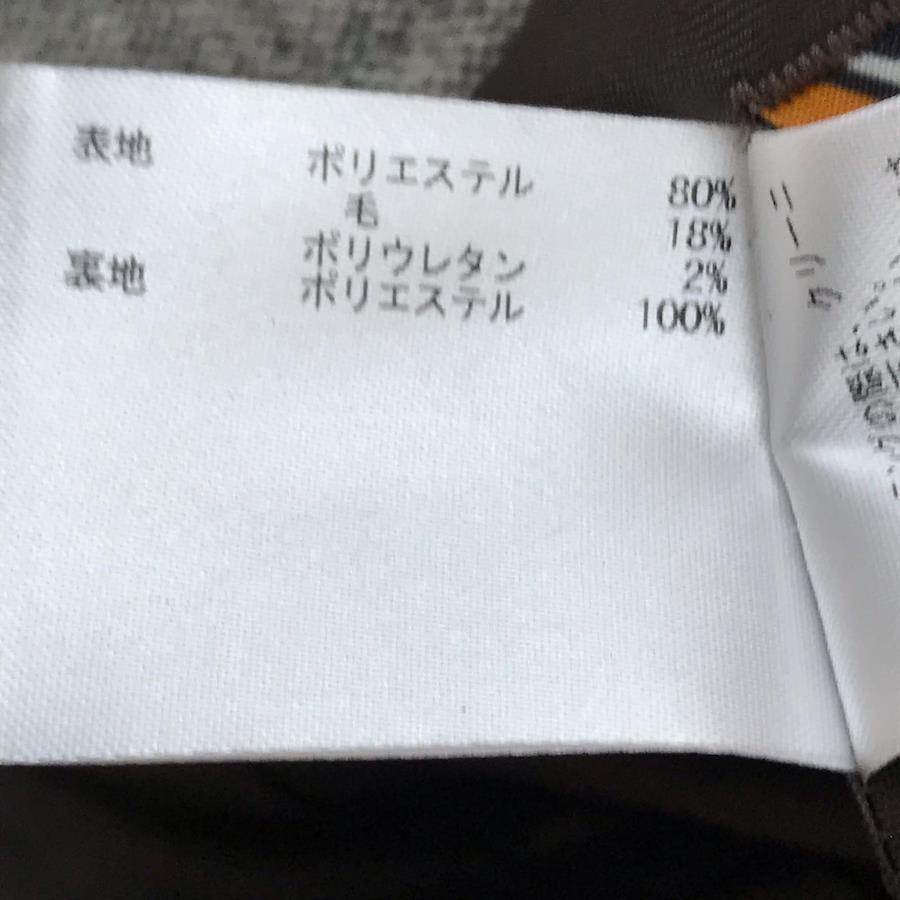 表地 ポリエステル 80%
毛 18%
ポリウレタン 2%
裏地 ポリエステル 100%